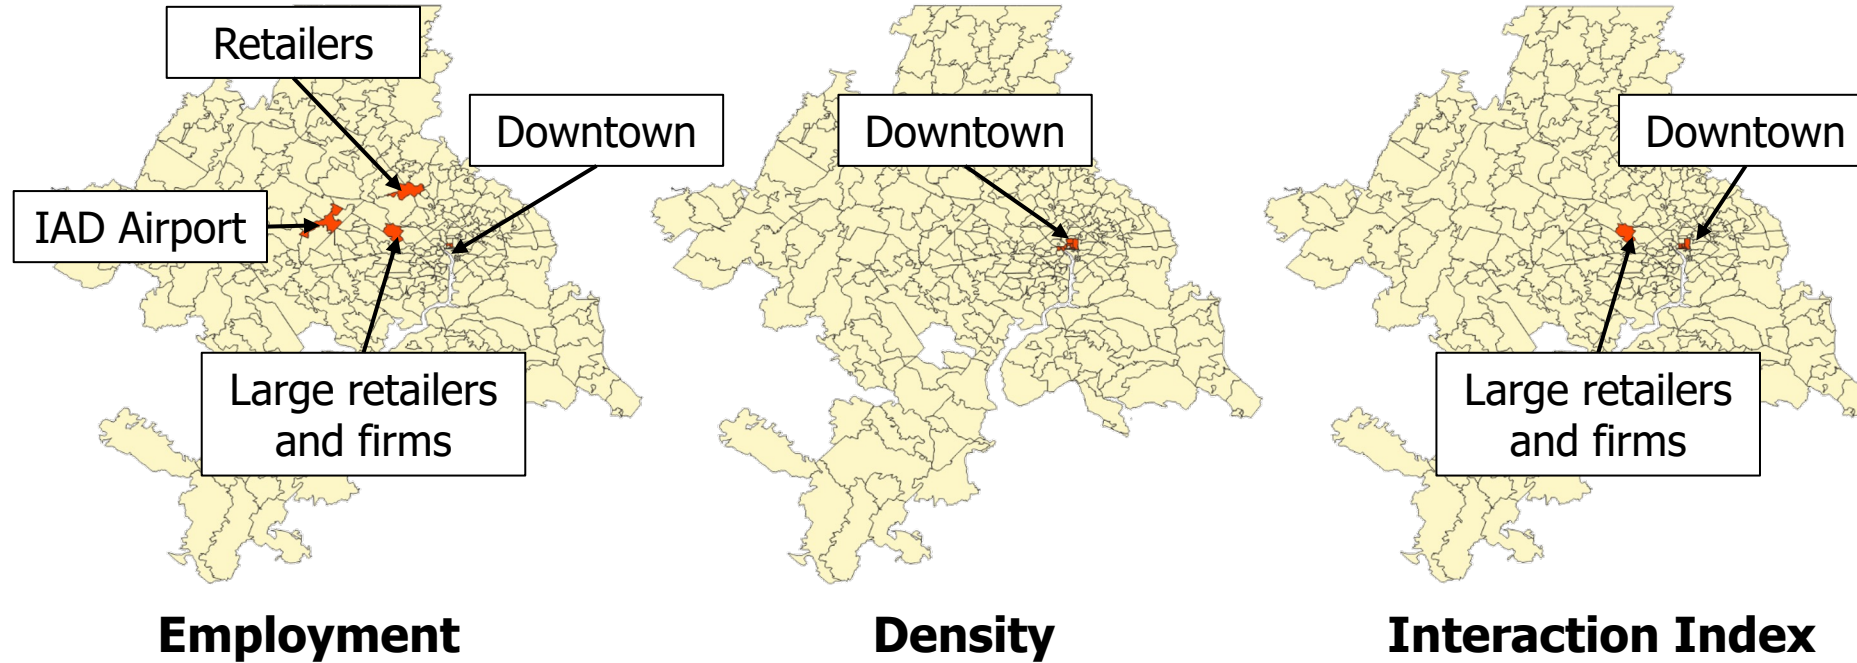 Retailers
Downtown
IAD Airport
Large retailers
and firms
Employment
Downtown
Density
Downtown
Large retailers
and firms
Interaction Index